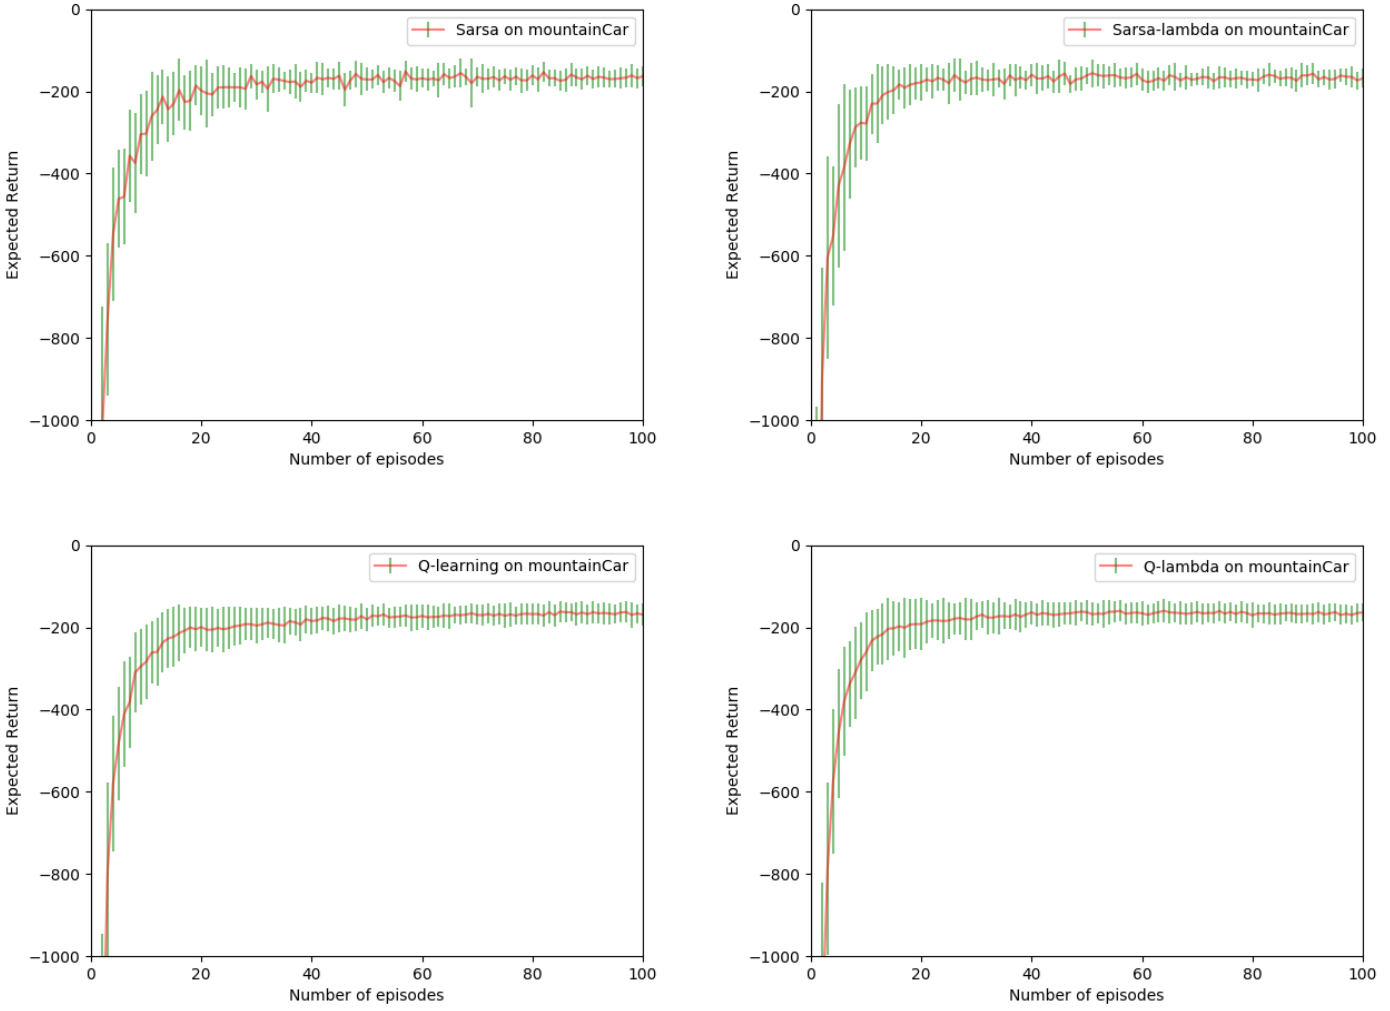 0
−200
−400
−600
−800
−1000
0 20 40 60 80 100
Expected Return
Number of episodes
Sarsa on mountainCar
0
−200
−400
−600
−800
−1000
0 20 40 60 80 100
Expected Return
Number of episodes
Sarsa-lambda on mountainCar
0
−200
−400
−600
−800
−1000
0 20 40 60 80 100
Expected Return
Number of episodes
Q-learning on mountainCar
0
−200
−400
−600
−800
−1000
0 20 40 60 80 100
Expected Return
Number of episodes
Q-lambda on mountainCar